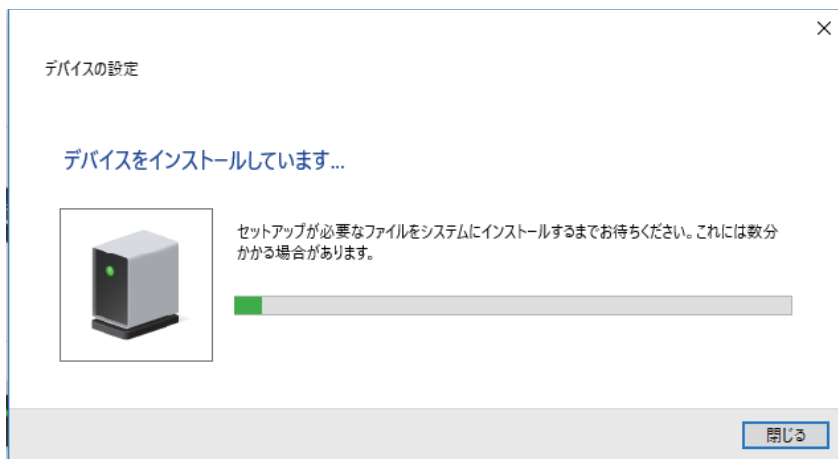 デバイスの設定
デバイスをインストールしています...
セットアップが必要なファイルをシステムにインストールするまでお待ちください。これには数分
かかる場合があります。
閉じる